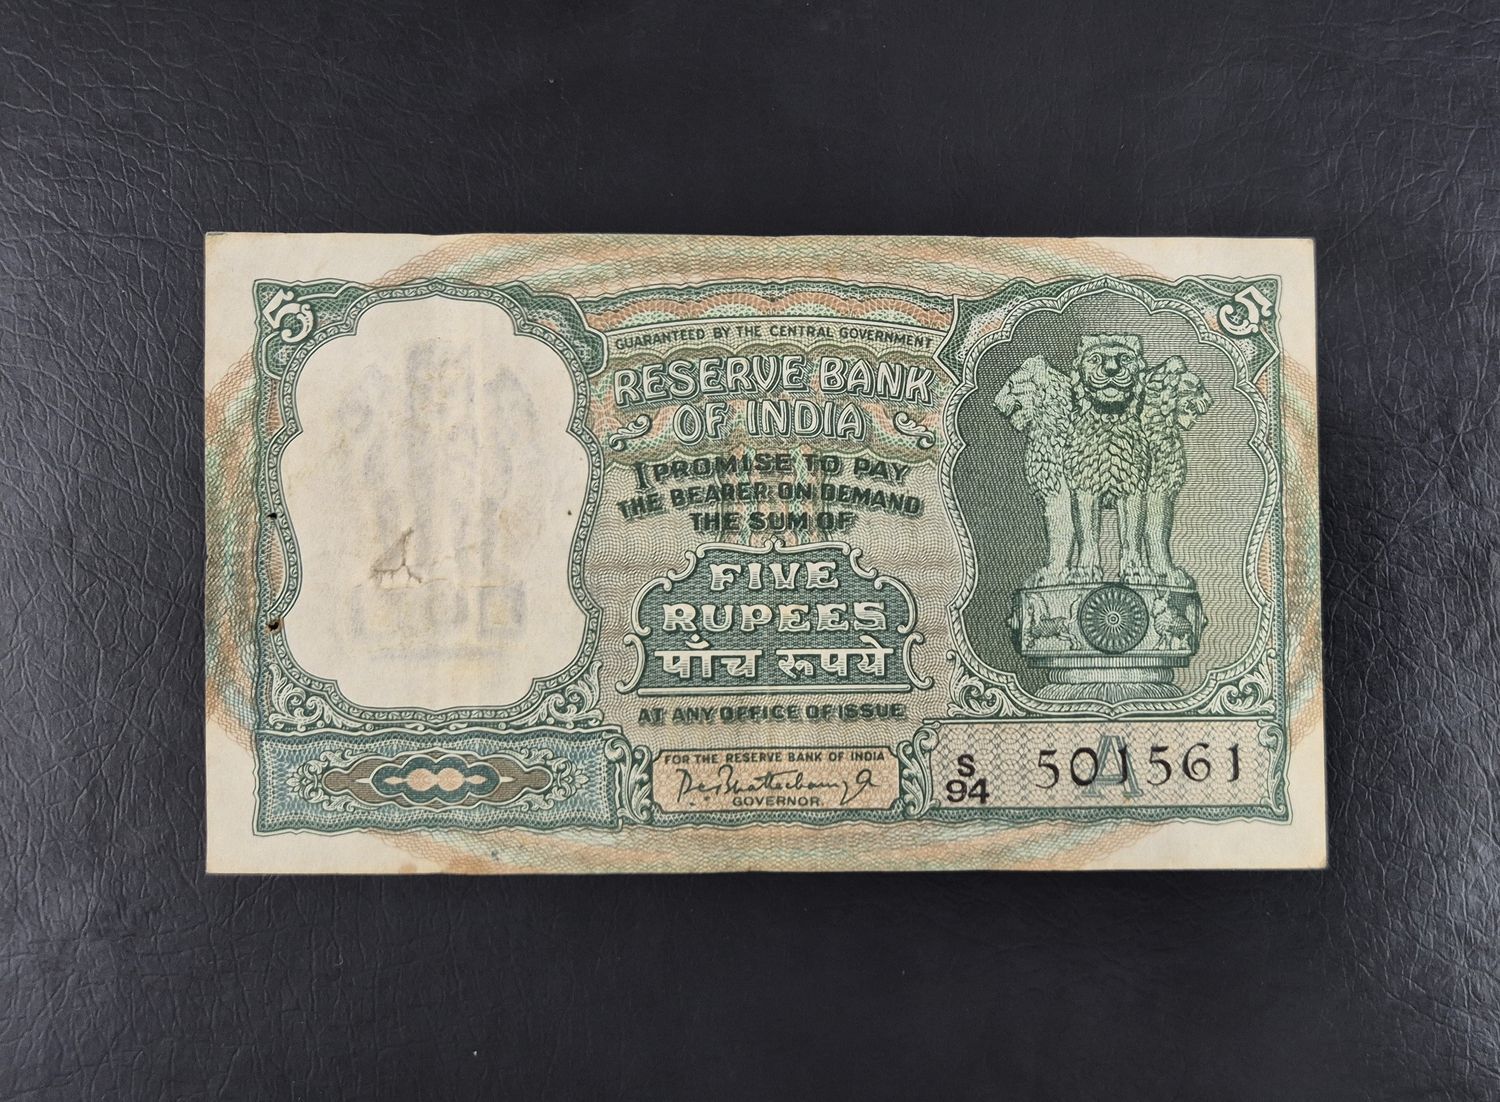 5
5
GUARANTEED BY THE CENTRAL GOVERNMENT
RESERVE BANK
OF INDIA
I PROMISE TO PAY
THE BEARER ON DEMAND
THE SUM OF
FIVE
RUPEES
पाँच रूपये
AT ANY OFFICE OF ISSUE
FOR THE RESERVE BANK OF INDIA
GOVERNOR.
S
94
A
501561